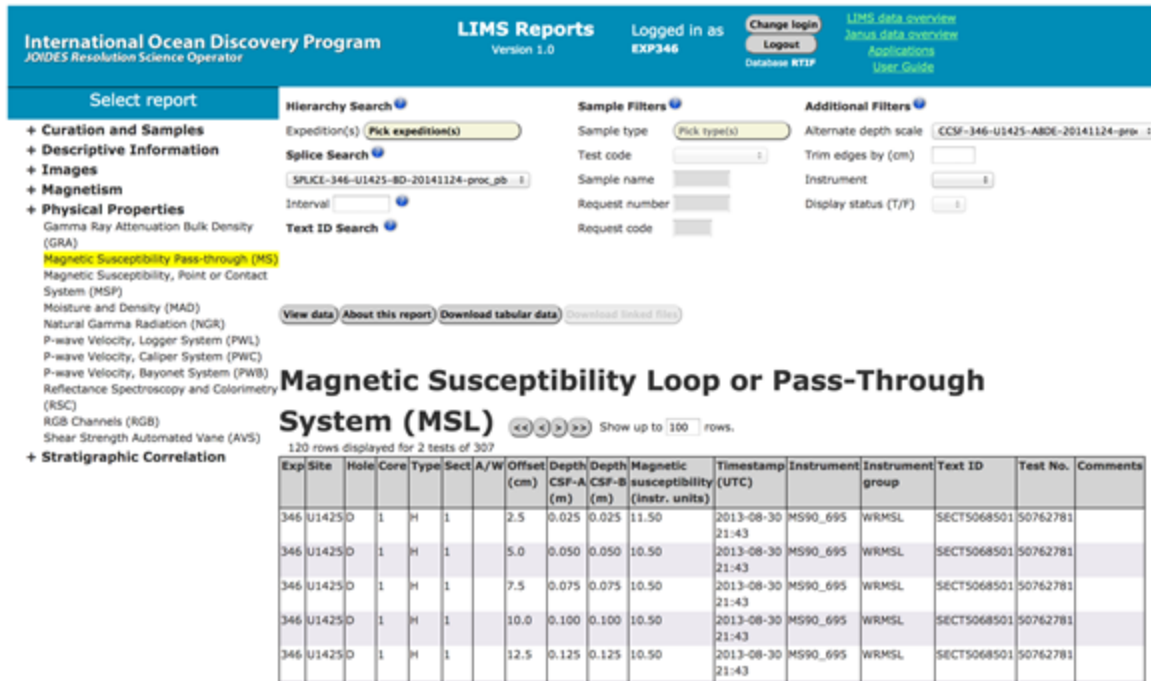 International Ocean Discovery Program
JOIDES Resolution Science Operator
LIMS Reports
Version 1.0
Logged in as
EXP346
Change login
Logout
Database RTIF
LIMS data overview
Janus data overview
Applications
User Guide
Select report
+ Curation and Samples
+ Descriptive Information
+ Images
+ Magnetism
+ Physical Properties
Gamma Ray Attenuation Bulk Density
(GRA)
Magnetic Susceptibility Pass-through (MS)
Magnetic Susceptibility, Point or Contact
System (MSP)
Moisture and Density (MAD)
Natural Gamma Radiation (NGR)
P-wave Velocity, Logger System (PWL)
P-wave Velocity, Caliper System (PWC)
P-wave Velocity, Bayonet System (PWB)
Reflectance Spectroscopy and Colorimetry
(RSC)
RGB Channels (RGB)
Shear Strength Automated Vane (AVS)
+ Stratigraphic Correlation
Hierarchy Search
Expedition(s) Pick expedition(s)
Splice Search
SPLICE-346-U1425-BD-20141124-proc_pb
Interval
Text ID Search
Sample Filters
Sample type Pick type(s)
Test code
Sample name
Request number
Request code
Additional Filters
Alternate depth scale CCSF-346-U1425-ABDE-20141124-pro
Trim edges by (cm)
Instrument
Display status (T/F)
View data About this report Download tabular data Download linked files
Magnetic Susceptibility Loop or Pass-Through
System (MSL) << < > >> Show up to 100 rows.
120 rows displayed for 2 tests of 307
Exp Site Hole Core Type Sect A/W Offset (cm) Depth CSF-A (m) Depth CSF-B (m) Magnetic susceptibility (instr. units) Timestamp (UTC) Instrument Instrument group Text ID Test No. Comments
346 U1425 D 1 H 1 2.5 0.025 0.025 11.50 2013-08-30 21:43 MS90_695 WRMSL SECT5068501 50762781
346 U1425 D 1 H 1 5.0 0.050 0.050 10.50 2013-08-30 21:43 MS90_695 WRMSL SECT5068501 50762781
346 U1425 D 1 H 1 7.5 0.075 0.075 10.50 2013-08-30 21:43 MS90_695 WRMSL SECT5068501 50762781
346 U1425 D 1 H 1 10.0 0.100 0.100 10.50 2013-08-30 21:43 MS90_695 WRMSL SECT5068501 50762781
346 U1425 D 1 H 1 12.5 0.125 0.125 10.50 2013-08-30 21:43 MS90_695 WRMSL SECT5068501 50762781